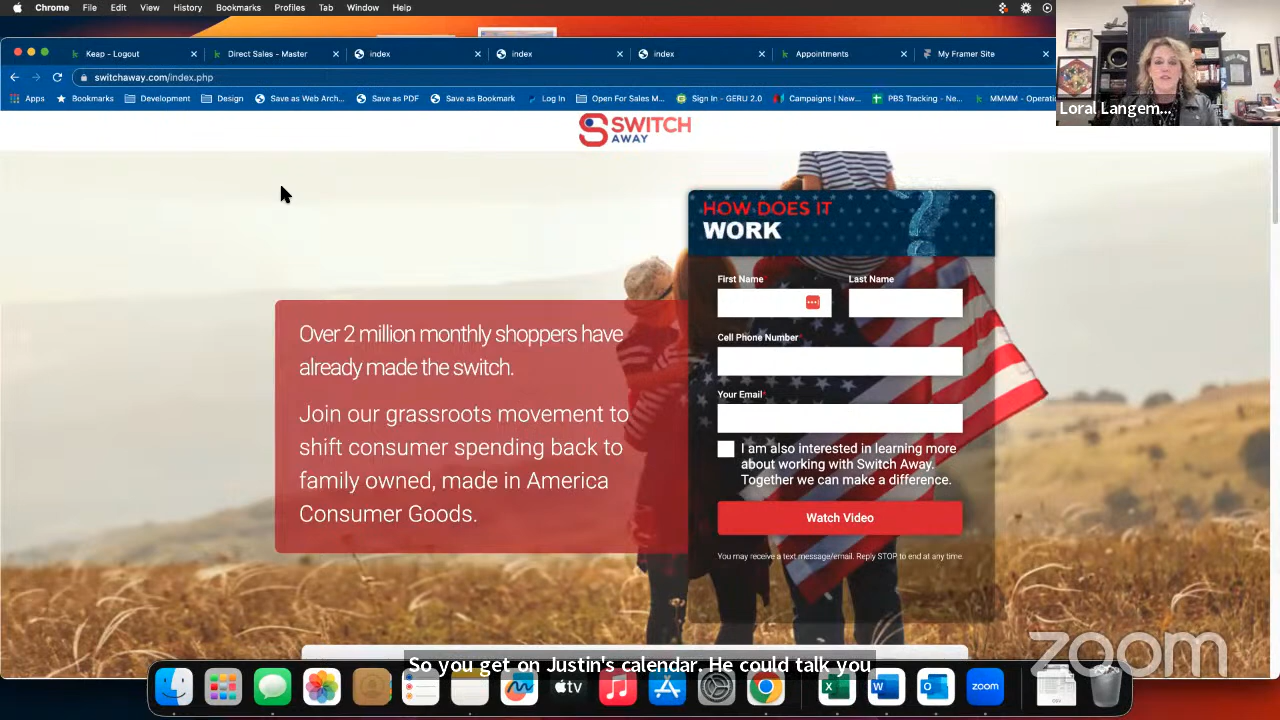 Chrome File Edit View History Bookmarks Profiles Tab Window Help
Keap - Logout
Direct Sales - Master
index
index
index
Appointments
My Framer Site
switchaway.com/index.php
Apps
Bookmarks
Development
Design
Save as Web Arch...
Save as PDF
Save as Bookmark
Log In
Open For Sales M...
Sign In - GERU 2.0
Campaigns | New...
PBS Tracking - Ne...
MMMM - Operati
Loral Langem...
SWITCH
AWAY
HOW DOES IT
WORK
First Name
Last Name
Cell Phone Number*
Your Email*
I am also interested in learning more
about working with Switch Away.
Together we can make a difference.
Watch Video
You may receive a text message/email. Reply STOP to end at any time.
Over 2 million monthly shoppers have
already made the switch.
Join our grassroots movement to
shift consumer spending back to
family owned, made in America
Consumer Goods.
So you get on Justin's calendar. He could talk you
zoom
tv
zoom